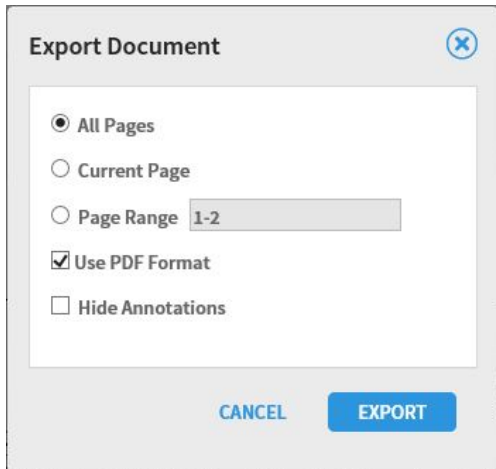 Export Document
All Pages
Current Page
Page Range 1-2
Use PDF Format
Hide Annotations
CANCEL EXPORT